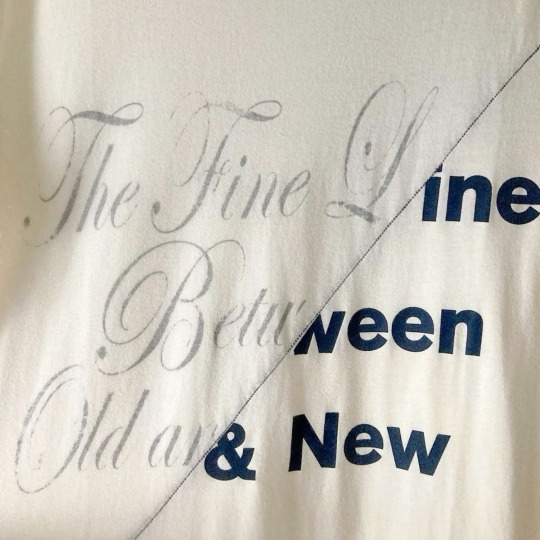 The Fine Line
Between
Old an& New